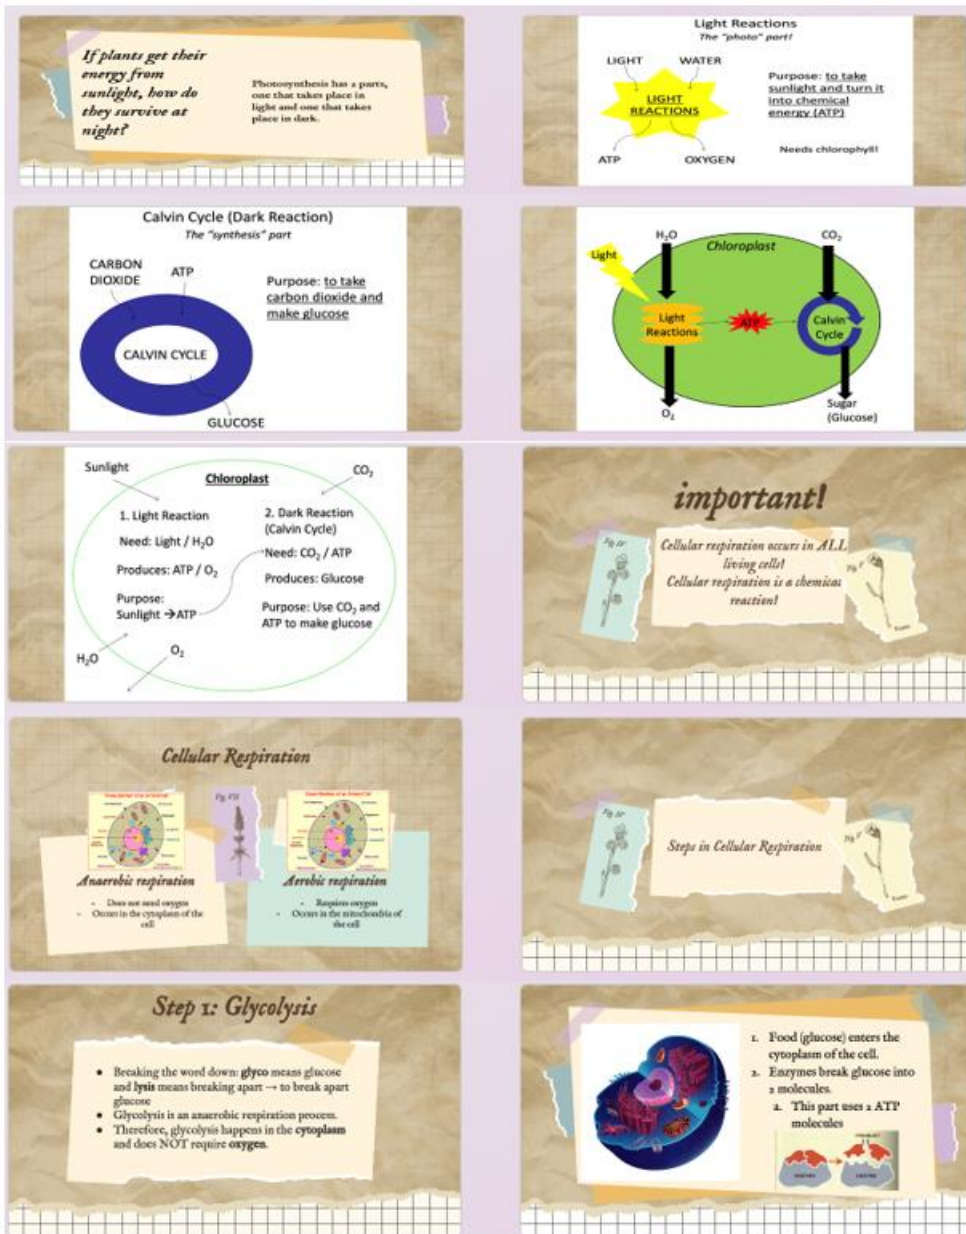 If plants get their
energy from
sunlight, how do
they survive at
night?
Photosynthesis has 2 parts,
one that takes place in
light and one that takes
place in dark.
Light Reactions
The "photo" part!
LIGHT
WATER
LIGHT
REACTIONS
ATP
OXYGEN
Purpose: to take
sunlight and turn it
into chemical
energy (ATP)
Needs chlorophyll!
Calvin Cycle (Dark Reaction)
The "synthesis" part
CARBON
DIOXIDE
ATP
CALVIN CYCLE
GLUCOSE
Purpose: to take
carbon dioxide and
make glucose
H₂O
CO₂
Chloroplast
Light
Light
Reactions
ATP
Calvin
Cycle
O₂
Sugar
(Glucose)
Sunlight
CO₂
Chloroplast
1. Light Reaction
Need: Light / H₂O
Produces: ATP / O₂
Purpose:
Sunlight →ATP
2. Dark Reaction
(Calvin Cycle)
Need: CO₂ / ATP
Produces: Glucose
Purpose: Use CO₂ and
ATP to make glucose
H₂O
O₂
important!
Fig. IV
Cellular respiration occurs in ALL
living cells!
Cellular respiration is a chemical
reaction!
Fig. V
Cellular Respiration
Fig. VII
Anaerobic respiration
- Does not need oxygen
- Occurs in the cytoplasm of the
cell
Aerobic respiration
- Requires oxygen
- Occurs in the mitochondria of
the cell
Fig. IV
Steps in Cellular Respiration
Fig. V
Step 1: Glycolysis
● Breaking the word down: glyco means glucose
and lysis means breaking apart → to break apart
glucose
● Glycolysis is an anaerobic respiration process.
● Therefore, glycolysis happens in the cytoplasm
and does NOT require oxygen.
1. Food (glucose) enters the
cytoplasm of the cell.
2. Enzymes break glucose into
2 molecules.
a. This part uses 2 ATP
molecules